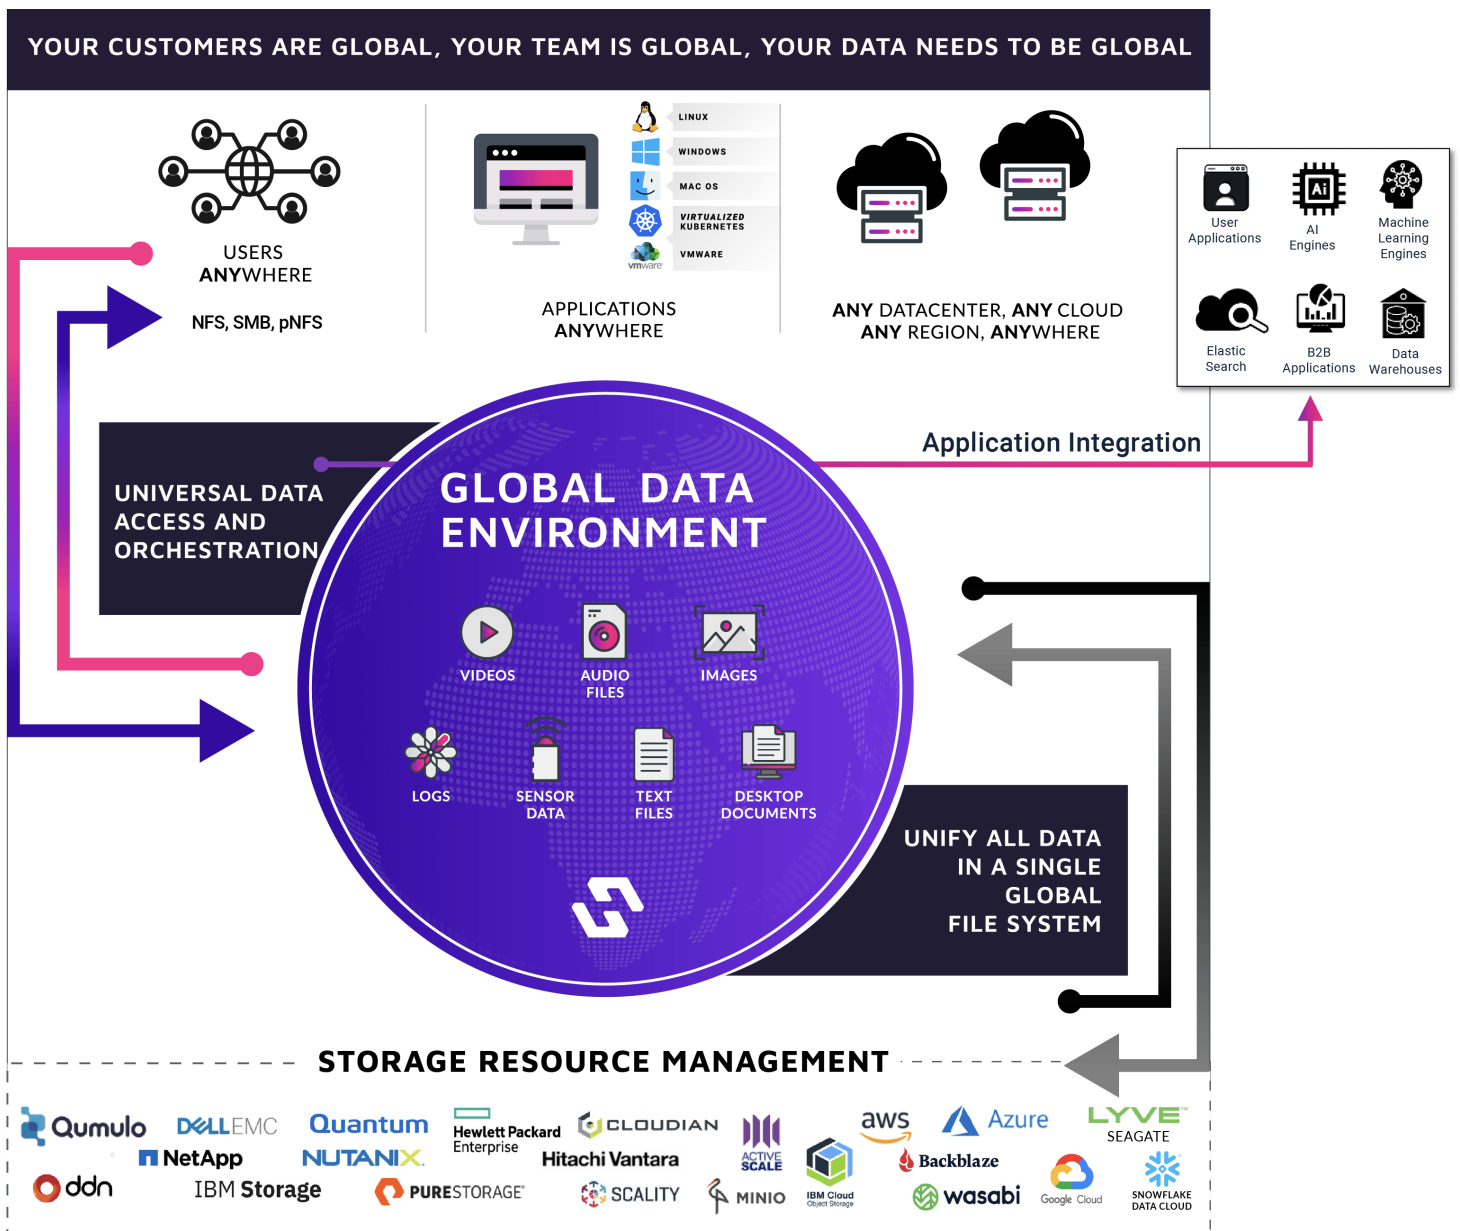 YOUR CUSTOMERS ARE GLOBAL, YOUR TEAM IS GLOBAL, YOUR DATA NEEDS TO BE GLOBAL
USERS
ANYWHERE
NFS, SMB, pNFS
LINUX
WINDOWS
MAC OS
VIRTUALIZED
KUBERNETES
vmware
VMWARE
APPLICATIONS
ANYWHERE
ANY DATACENTER, ANY CLOUD
ANY REGION, ANYWHERE
User
Applications
Ai
AI
Engines
Machine
Learning
Engines
Elastic
Search
B2B
Applications
Data
Warehouses
Application Integration
UNIVERSAL DATA
ACCESS AND
ORCHESTRATION
GLOBAL DATA
ENVIRONMENT
VIDEOS
AUDIO
FILES
IMAGES
LOGS
SENSOR
DATA
TEXT
FILES
DESKTOP
DOCUMENTS
UNIFY ALL DATA
IN A SINGLE
GLOBAL
FILE SYSTEM
STORAGE RESOURCE MANAGEMENT
Qumulo
DELLEMC
Quantum
Hewlett Packard
Enterprise
CLOUDIAN
ACTIVE
SCALE
aws
Azure
LYVE™
SEAGATE
NetApp
NUTANIX
Hitachi Vantara
IBM Cloud
Object Storage
Backblaze
Google Cloud
SNOWFLAKE
DATA CLOUD
ddn
IBM Storage
PURESTORAGE®
SCALITY
MINIO
wasabi